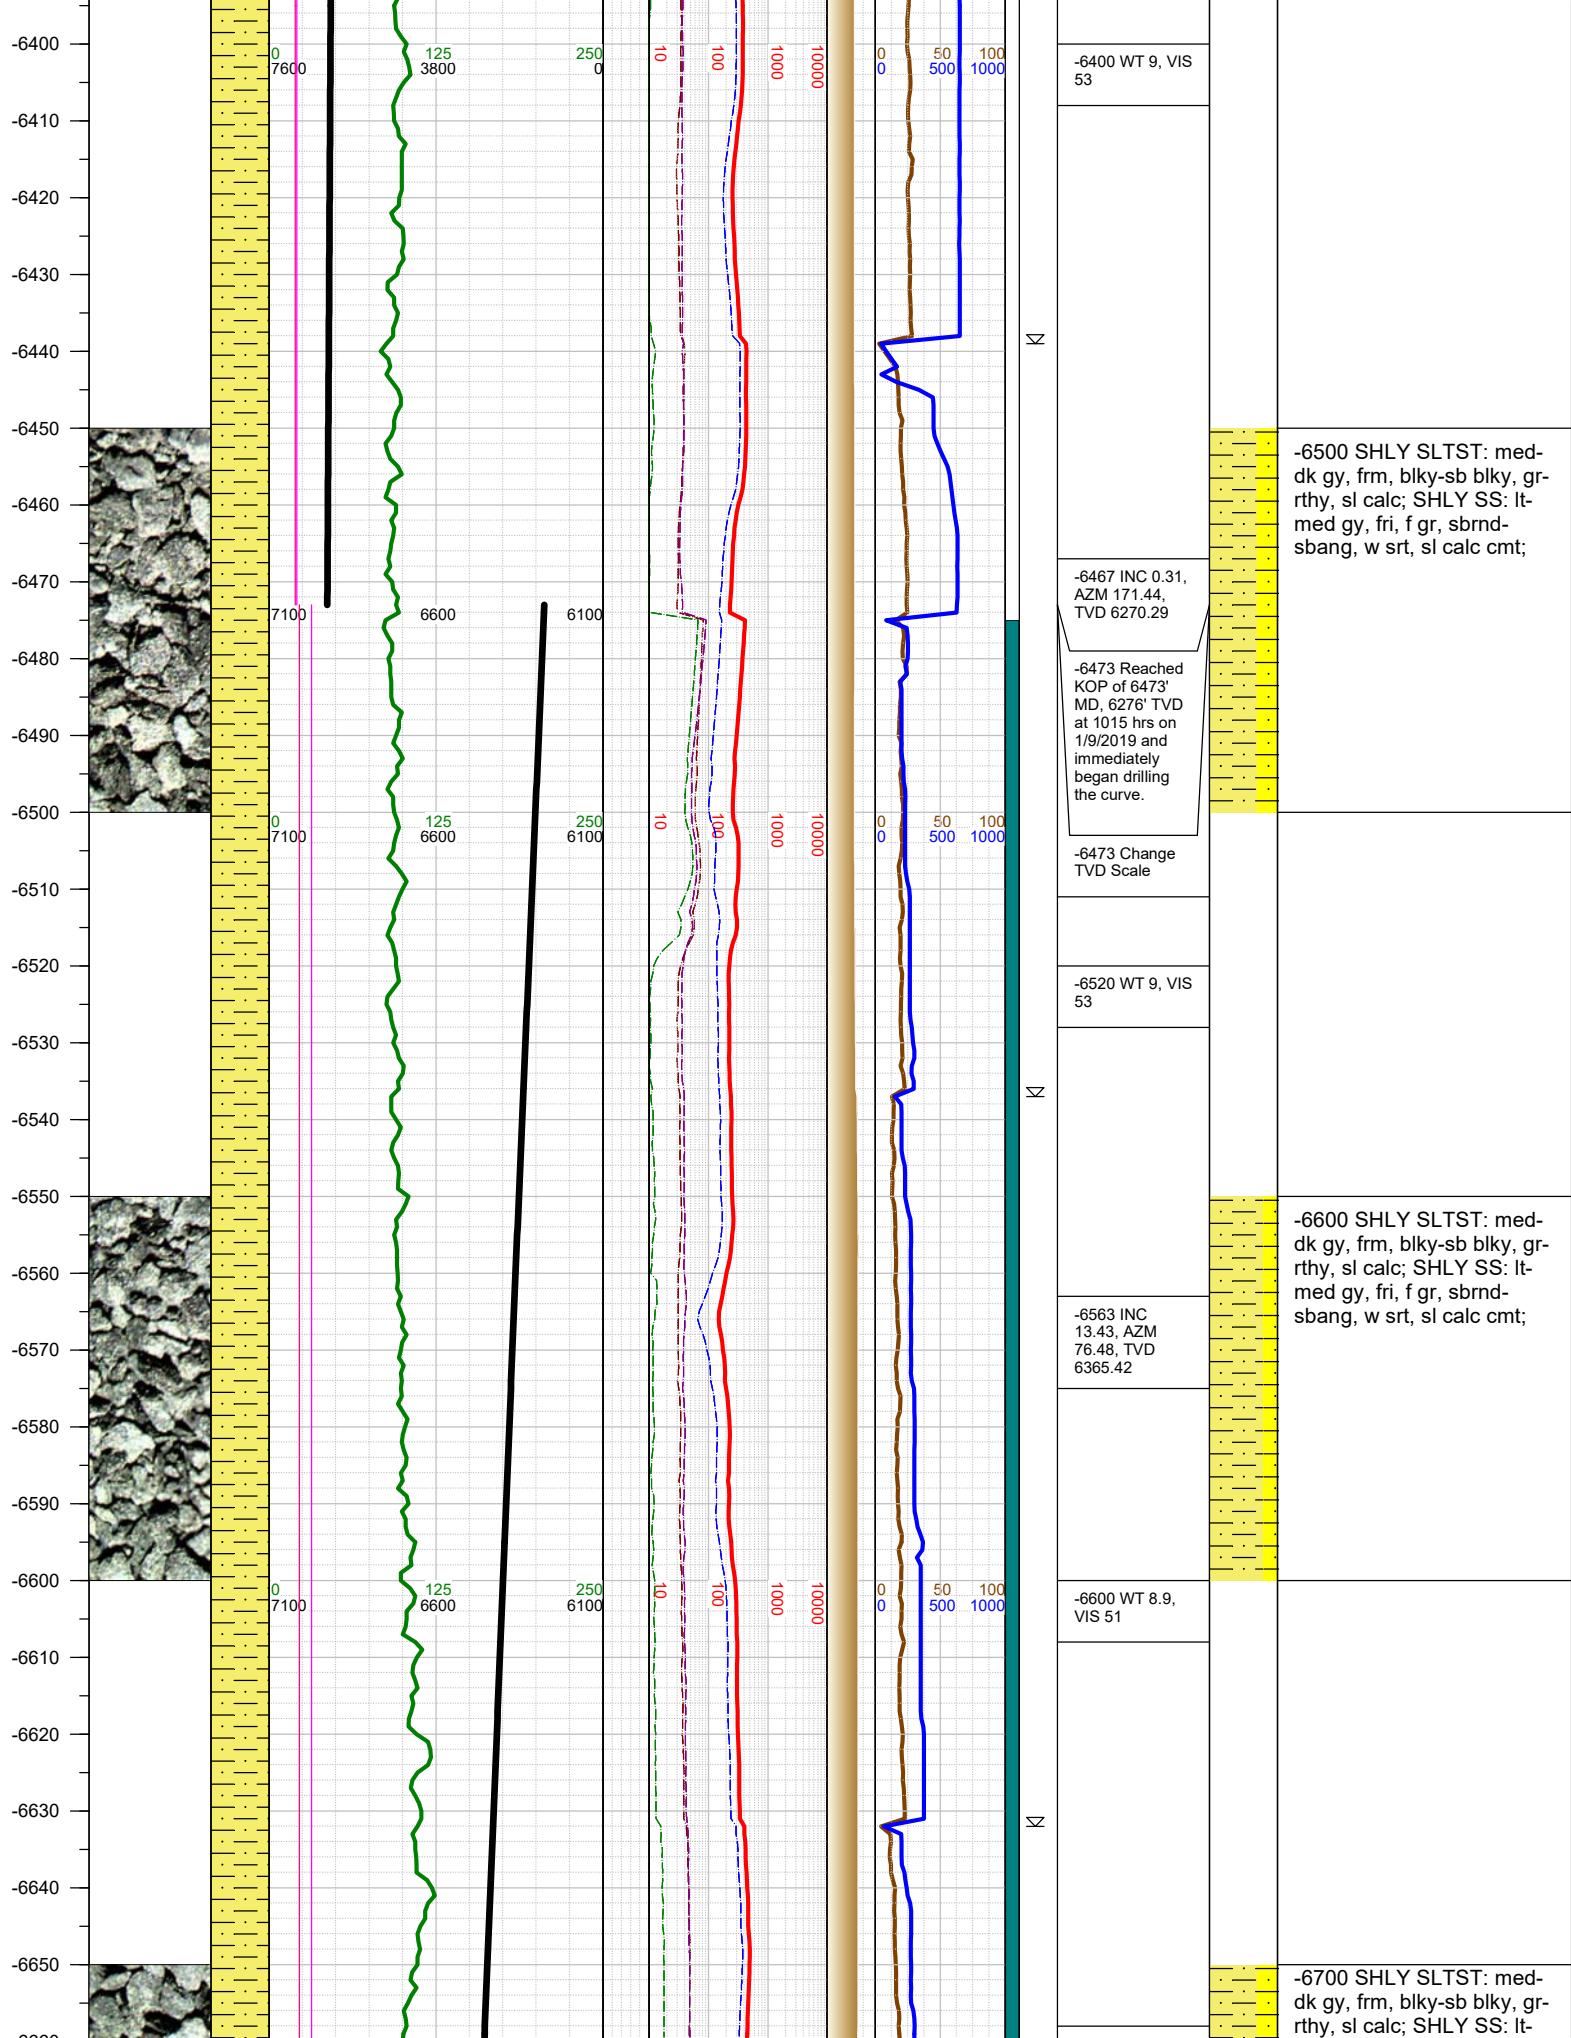 -6400
0 125 250
7600 3800 0
10 100 1000 10000
0 50 100
0 500 1000
-6400 WT 9, VIS
53
-6410
-6420
-6430
-6440
-6450
-6500 SHLY SLTST: med-
dk gy, frm, blky-sb blky, gr-
rthy, sl calc; SHLY SS: lt-
med gy, fri, f gr, sbrnd-
sbang, w srt, sl calc cmt;
-6460
-6467 INC 0.31,
AZM 171.44,
TVD 6270.29
-6470
7100 6600 6100
-6480
-6473 Reached
KOP of 6473'
MD, 6276' TVD
at 1015 hrs on
1/9/2019 and
immediately
began drilling
the curve.
-6490
-6500
0 125 250
7100 6600 6100
10 100 1000 10000
0 50 100
0 500 1000
-6473 Change
TVD Scale
-6510
-6520
-6520 WT 9, VIS
53
-6530
-6540
-6550
-6600 SHLY SLTST: med-
dk gy, frm, blky-sb blky, gr-
rthy, sl calc; SHLY SS: lt-
med gy, fri, f gr, sbrnd-
sbang, w srt, sl calc cmt;
-6560
-6563 INC
13.43, AZM
76.48, TVD
6365.42
-6570
-6580
-6590
-6600
0 125 250
7100 6600 6100
10 100 1000 10000
0 50 100
0 500 1000
-6600 WT 8.9,
VIS 51
-6610
-6620
-6630
-6640
-6650
-6700 SHLY SLTST: med-
dk gy, frm, blky-sb blky, gr-
rthy, sl calc; SHLY SS: lt-